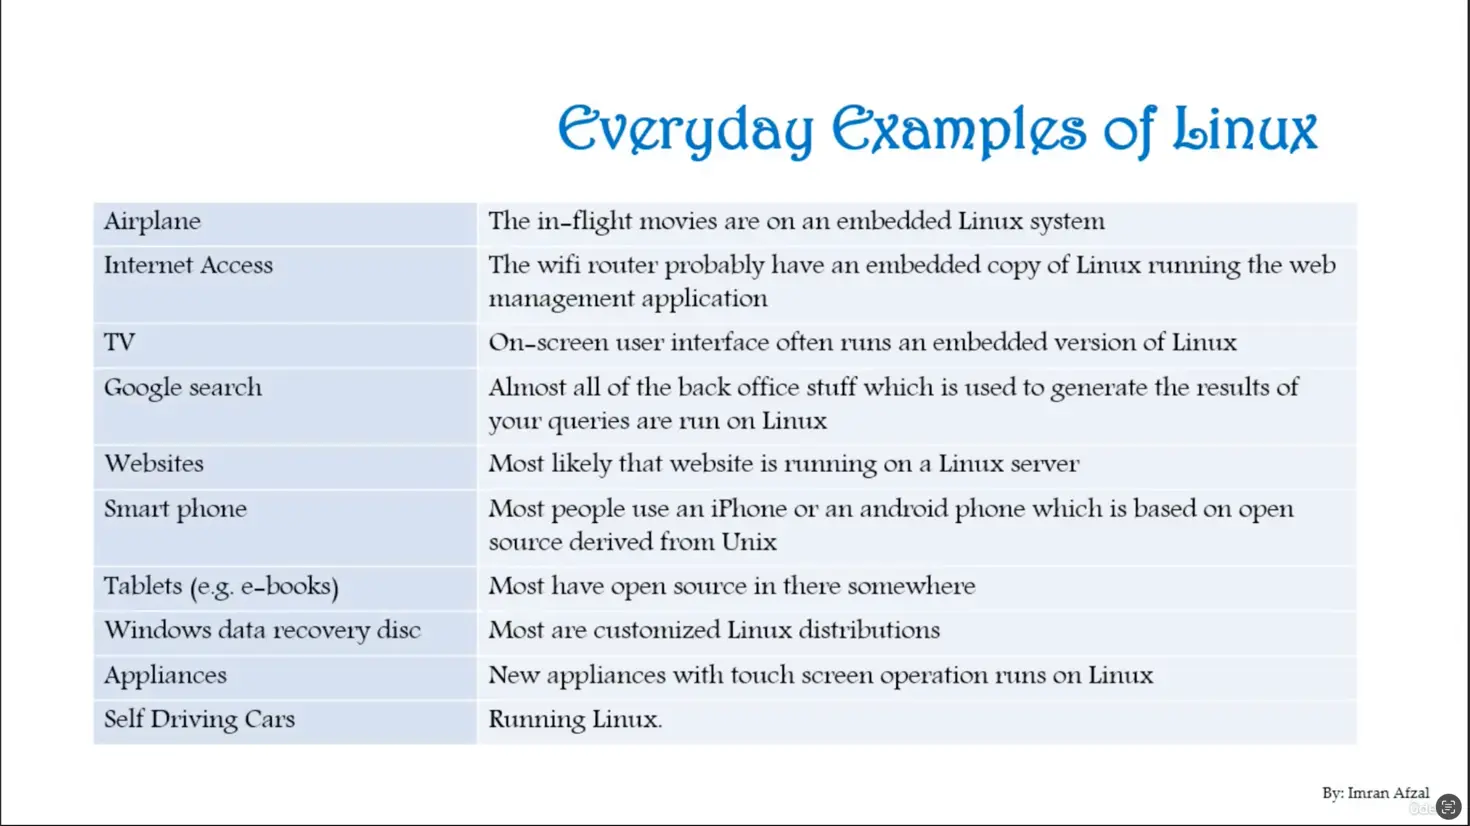 Everyday Examples of Linux
Airplane
The in-flight movies are on an embedded Linux system
Internet Access
The wifi router probably have an embedded copy of Linux running the web
management application
TV
On-screen user interface often runs an embedded version of Linux
Google search
Almost all of the back office stuff which is used to generate the results of
your queries are run on Linux
Websites
Most likely that website is running on a Linux server
Smart phone
Most people use an iPhone or an android phone which is based on open
source derived from Unix
Tablets (e.g. e-books)
Most have open source in there somewhere
Windows data recovery disc
Most are customized Linux distributions
Appliances
New appliances with touch screen operation runs on Linux
Self Driving Cars
Running Linux.
By: Imran Afzal